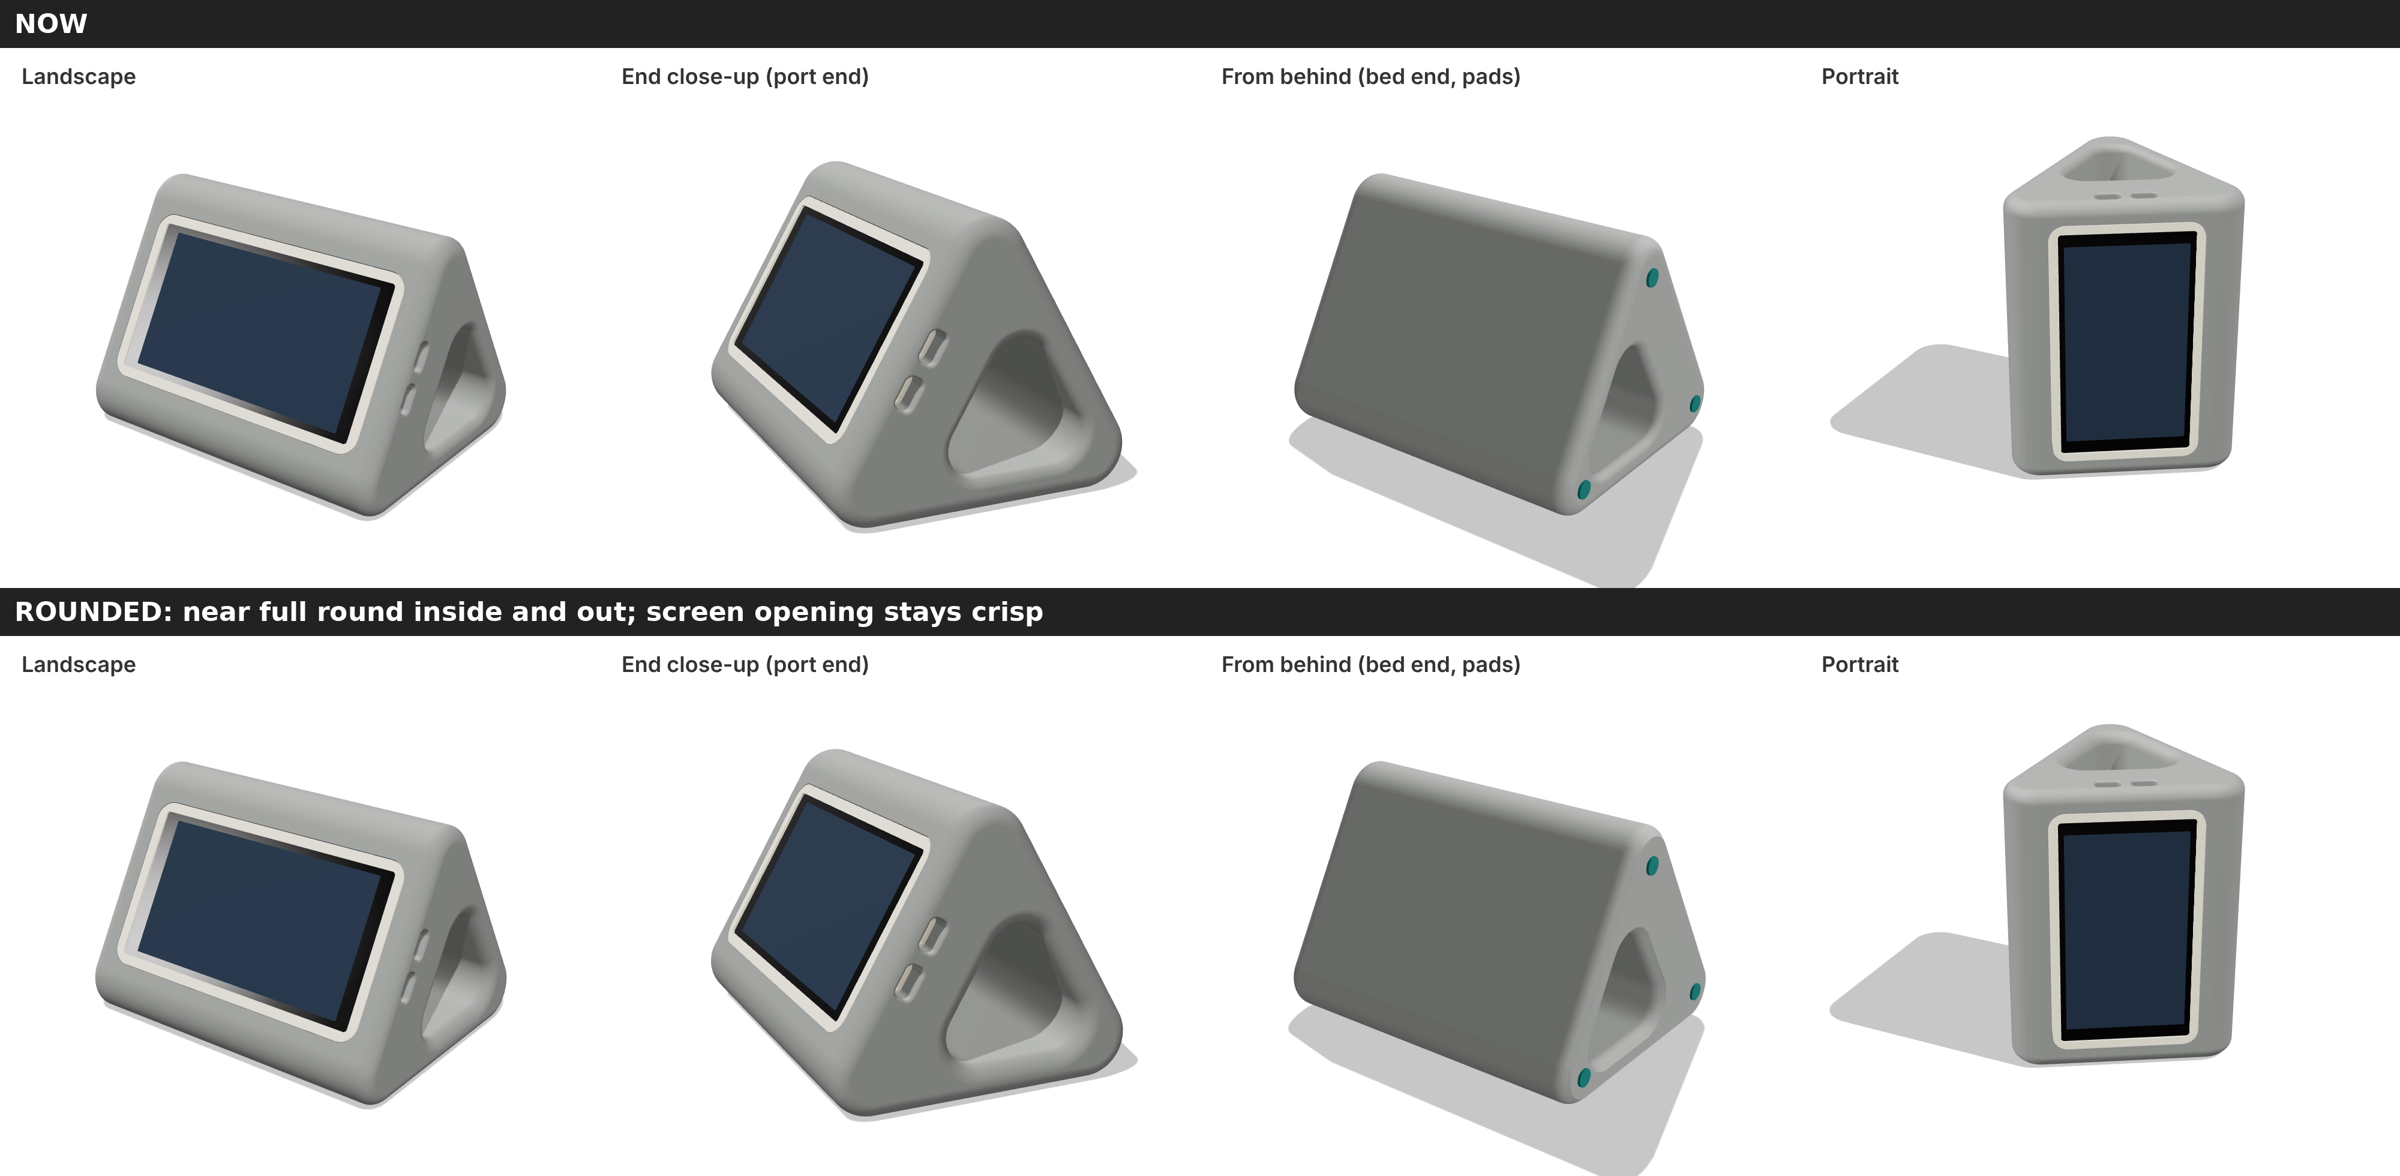 NOW
Landscape
End close-up (port end)
From behind (bed end, pads)
Portrait
ROUNDED: near full round inside and out; screen opening stays crisp
Landscape
End close-up (port end)
From behind (bed end, pads)
Portrait